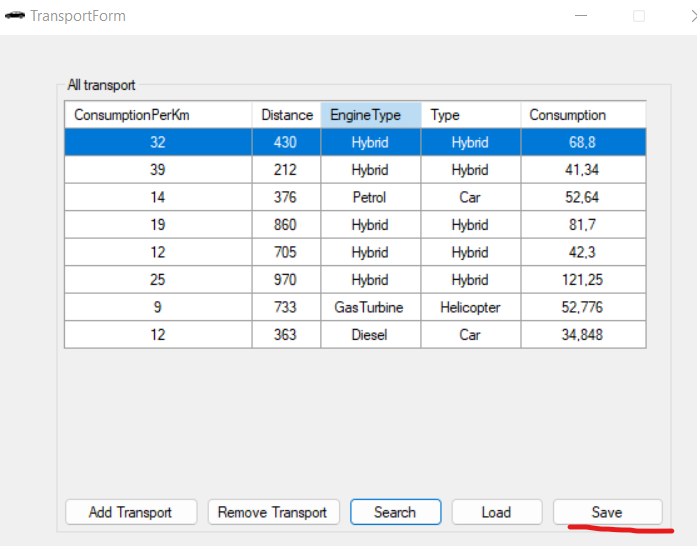 TransportForm
All transport
ConsumptionPerKm Distance EngineType Type Consumption
32 430 Hybrid Hybrid 68,8
39 212 Hybrid Hybrid 41,34
14 376 Petrol Car 52,64
19 860 Hybrid Hybrid 81,7
12 705 Hybrid Hybrid 42,3
25 970 Hybrid Hybrid 121,25
9 733 GasTurbine Helicopter 52,776
12 363 Diesel Car 34,848
Add Transport Remove Transport Search Load Save